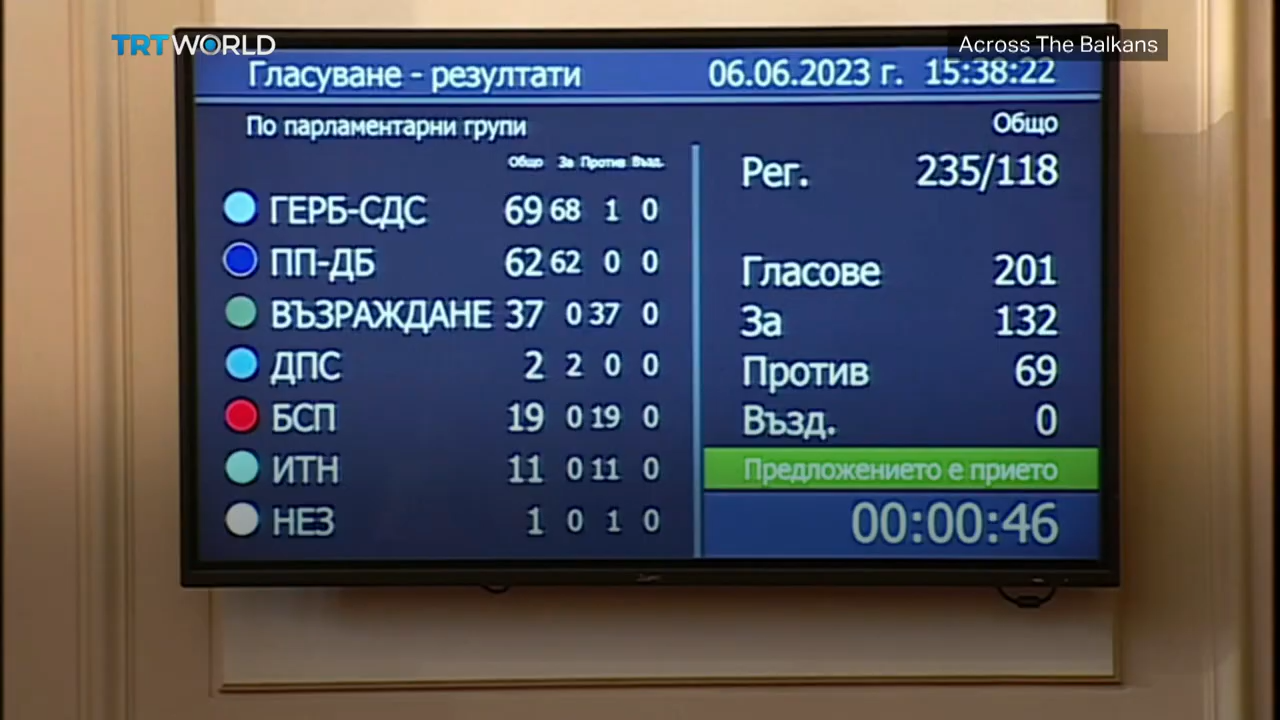 TRT WORLD
Across The Balkans
Гласуване - резултати 06.06.2023 г. 15:38:22
По парламентарни групи
Общо
Общо За Против Възд.
ГЕРБ-СДС 69 68 1 0
ПП-ДБ 62 62 0 0
ВЪЗРАЖДАНЕ 37 0 37 0
ДПС 2 2 0 0
БСП 19 0 19 0
ИТН 11 0 11 0
НЕЗ 1 0 1 0
Рег. 235/118
Гласове 201
За 132
Против 69
Възд. 0
Предложението е прието
00:00:46